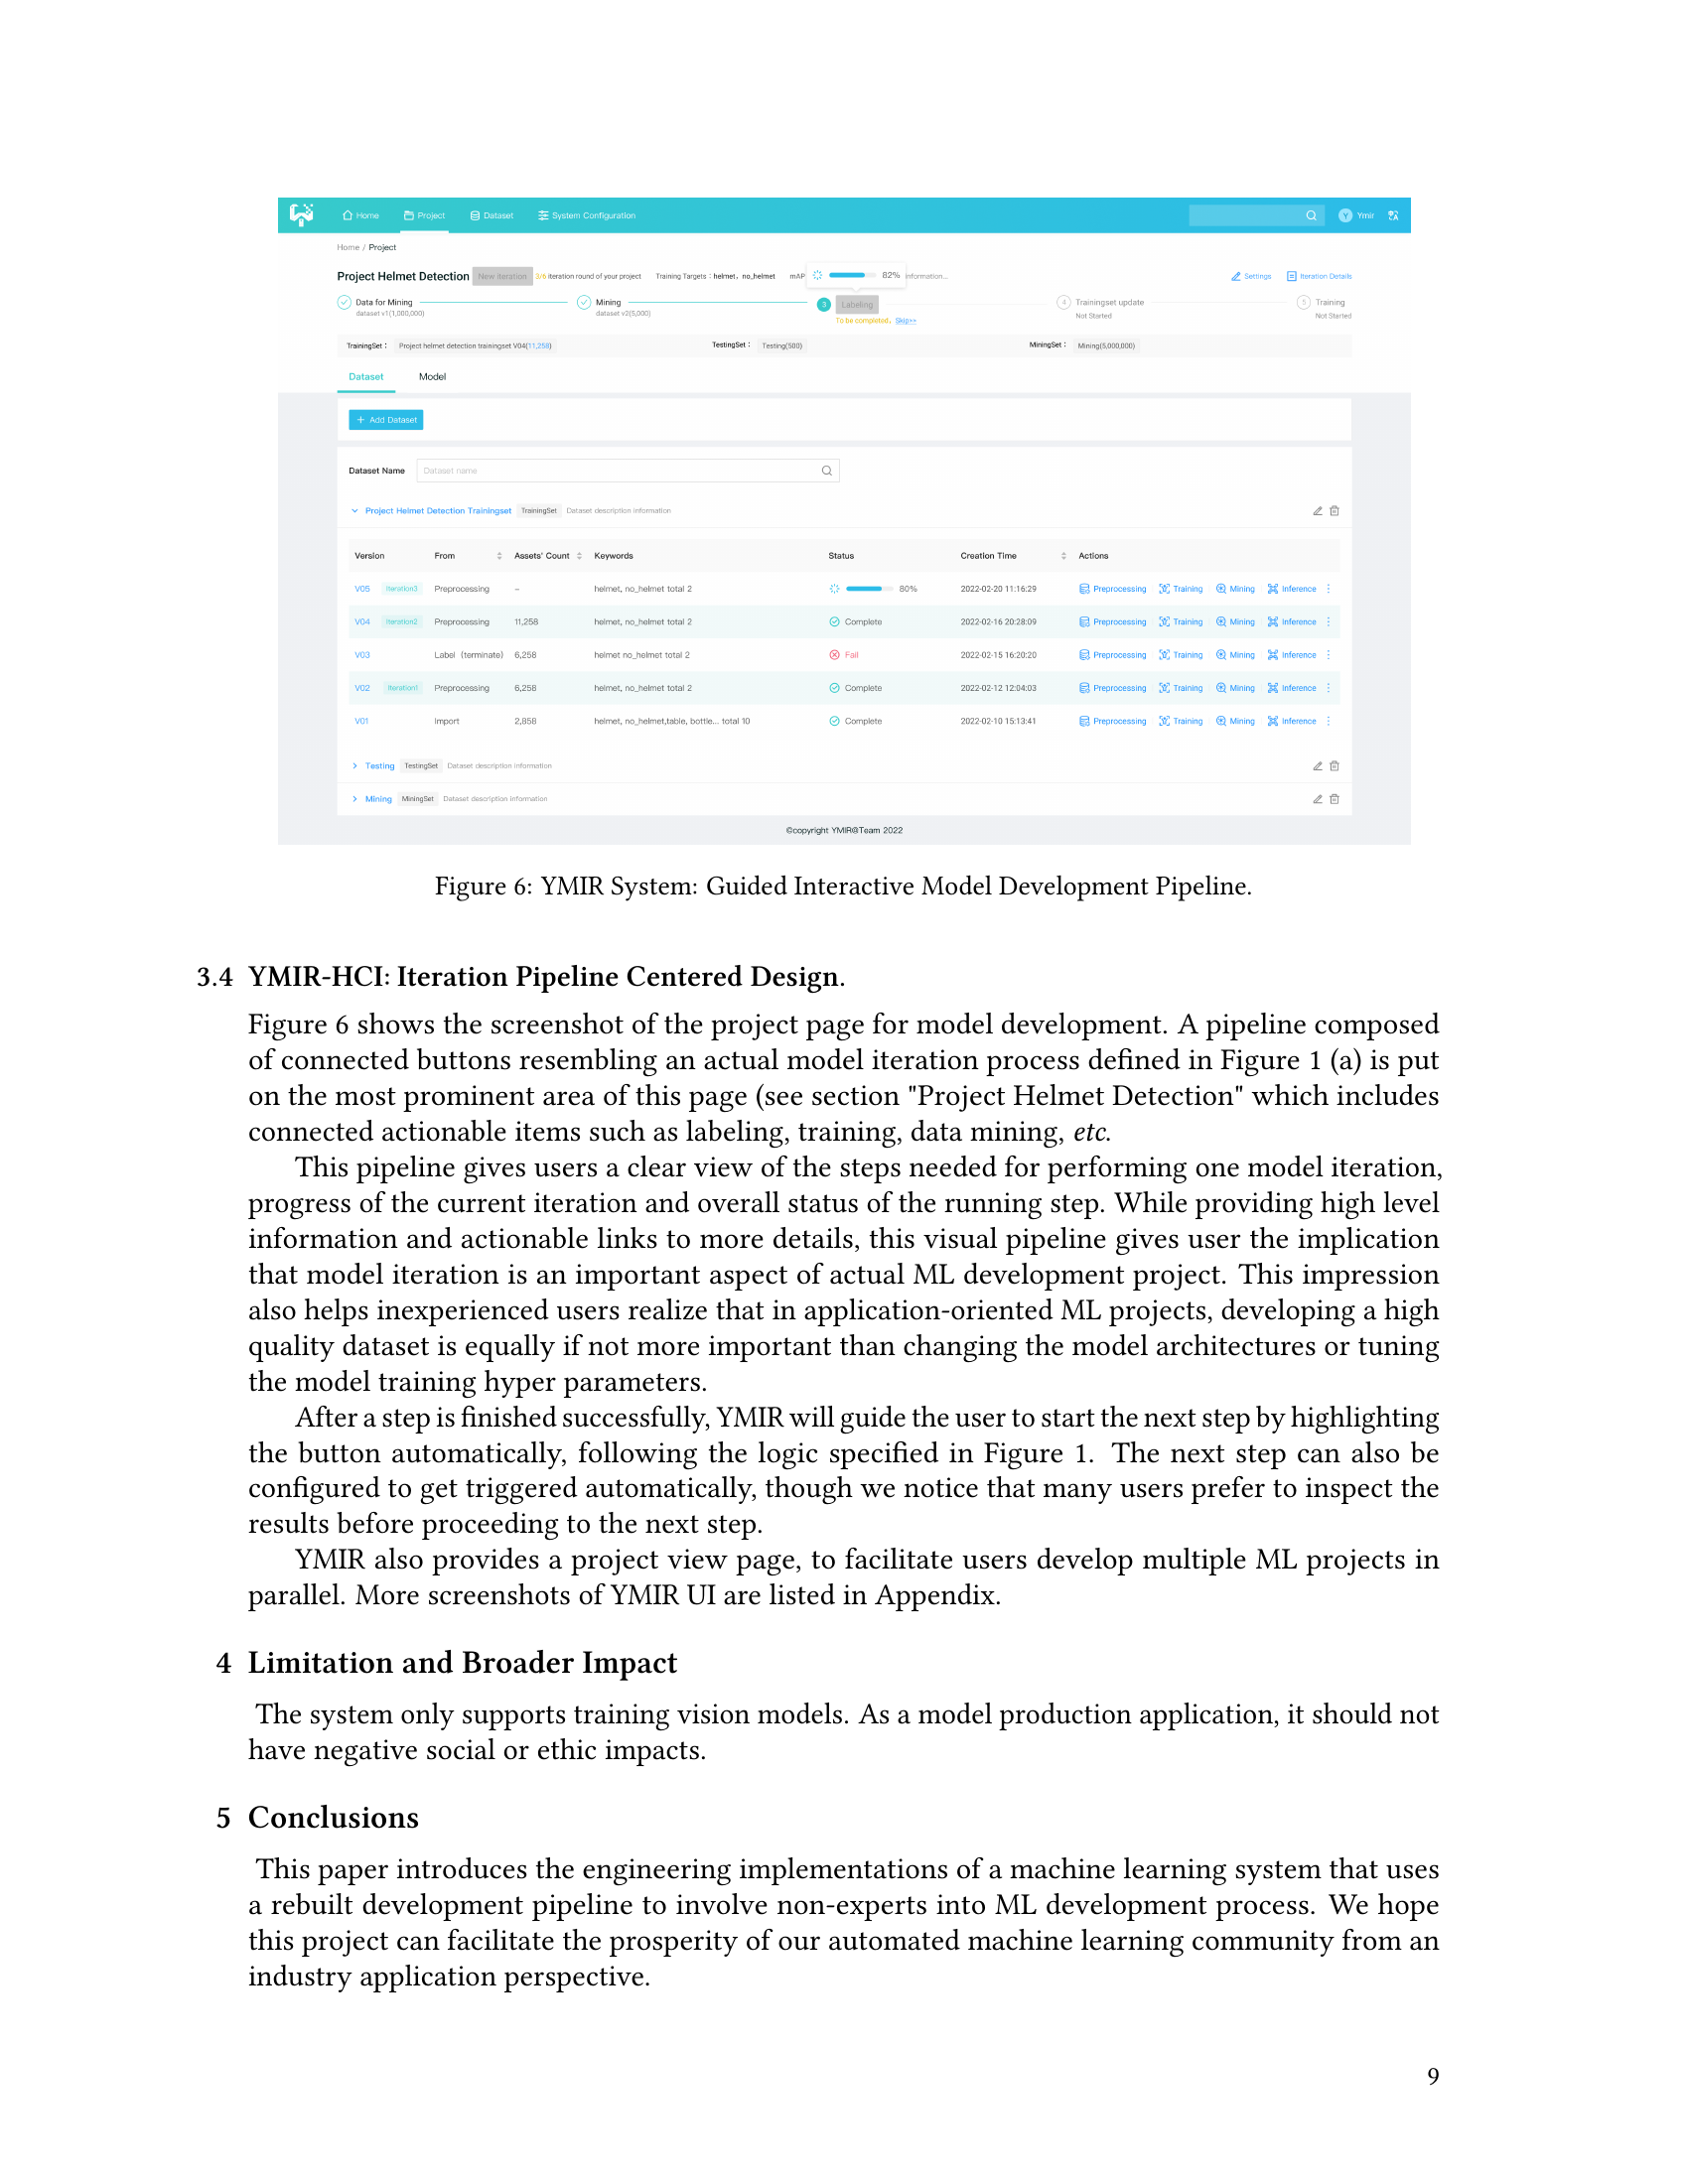 Home Project Dataset System Configuration Y Ymir
Home / Project
Project Helmet Detection New iteration 3/6 iteration round of your project Training Targets : helmet, no_helmet mAP 82% information... Settings Iteration Details
Data for Mining Mining 3 Labeling 4 Trainingset update 5 Training
dataset v1(1,000,000) dataset v2(5,000) To be completed, Skip>> Not Started Not Started
TrainingSet : Project helmet detection trainingset V04(11,258) TestingSet : Testing(500) MiningSet : Mining(5,000,000)
Dataset Model
+ Add Dataset
Dataset Name Dataset name
Project Helmet Detection Trainingset TrainingSet Dataset description information
Version From Assets' Count Keywords Status Creation Time Actions
V05 Iteration3 Preprocessing – helmet, no_helmet total 2 80% 2022-02-20 11:16:29 Preprocessing Training Mining Inference
V04 Iteration2 Preprocessing 11,258 helmet, no_helmet total 2 Complete 2022-02-16 20:28:09 Preprocessing Training Mining Inference
V03 Label (terminate) 6,258 helmet no_helmet total 2 Fail 2022-02-15 16:20:20 Preprocessing Training Mining Inference
V02 Iteration1 Preprocessing 6,258 helmet, no_helmet total 2 Complete 2022-02-12 12:04:03 Preprocessing Training Mining Inference
V01 Import 2,858 helmet, no_helmet,table, bottle... total 10 Complete 2022-02-10 15:13:41 Preprocessing Training Mining Inference
Testing TestingSet Dataset description information
Mining MiningSet Dataset description information
©copyright YMIR@Team 2022
Figure 6: YMIR System: Guided Interactive Model Development Pipeline.
3.4 YMIR-HCI: Iteration Pipeline Centered Design.
Figure 6 shows the screenshot of the project page for model development. A pipeline composed
of connected buttons resembling an actual model iteration process defined in Figure 1 (a) is put
on the most prominent area of this page (see section "Project Helmet Detection" which includes
connected actionable items such as labeling, training, data mining, etc.
This pipeline gives users a clear view of the steps needed for performing one model iteration,
progress of the current iteration and overall status of the running step. While providing high level
information and actionable links to more details, this visual pipeline gives user the implication
that model iteration is an important aspect of actual ML development project. This impression
also helps inexperienced users realize that in application-oriented ML projects, developing a high
quality dataset is equally if not more important than changing the model architectures or tuning
the model training hyper parameters.
After a step is finished successfully, YMIR will guide the user to start the next step by highlighting
the button automatically, following the logic specified in Figure 1. The next step can also be
configured to get triggered automatically, though we notice that many users prefer to inspect the
results before proceeding to the next step.
YMIR also provides a project view page, to facilitate users develop multiple ML projects in
parallel. More screenshots of YMIR UI are listed in Appendix.
4 Limitation and Broader Impact
The system only supports training vision models. As a model production application, it should not
have negative social or ethic impacts.
5 Conclusions
This paper introduces the engineering implementations of a machine learning system that uses
a rebuilt development pipeline to involve non-experts into ML development process. We hope
this project can facilitate the prosperity of our automated machine learning community from an
industry application perspective.
9